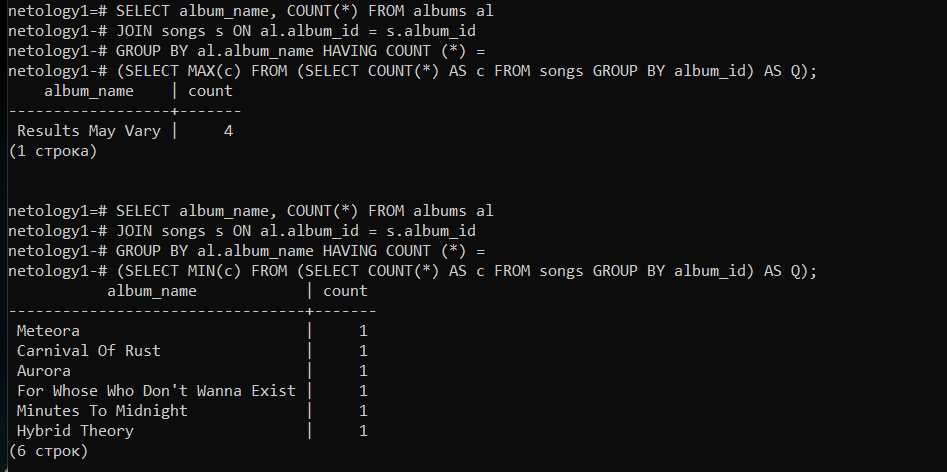 netology1=# SELECT album_name, COUNT(*) FROM albums al
netology1-# JOIN songs s ON al.album_id = s.album_id
netology1-# GROUP BY al.album_name HAVING COUNT (*) =
netology1-# (SELECT MAX(c) FROM (SELECT COUNT(*) AS c FROM songs GROUP BY album_id) AS Q);
    album_name    | count
------------------+-------
 Results May Vary |     4
(1 строка)
netology1=# SELECT album_name, COUNT(*) FROM albums al
netology1-# JOIN songs s ON al.album_id = s.album_id
netology1-# GROUP BY al.album_name HAVING COUNT (*) =
netology1-# (SELECT MIN(c) FROM (SELECT COUNT(*) AS c FROM songs GROUP BY album_id) AS Q);
           album_name            | count
---------------------------------+-------
 Meteora                         |     1
 Carnival Of Rust                |     1
 Aurora                          |     1
 For Whose Who Don't Wanna Exist |     1
 Minutes To Midnight             |     1
 Hybrid Theory                   |     1
(6 строк)